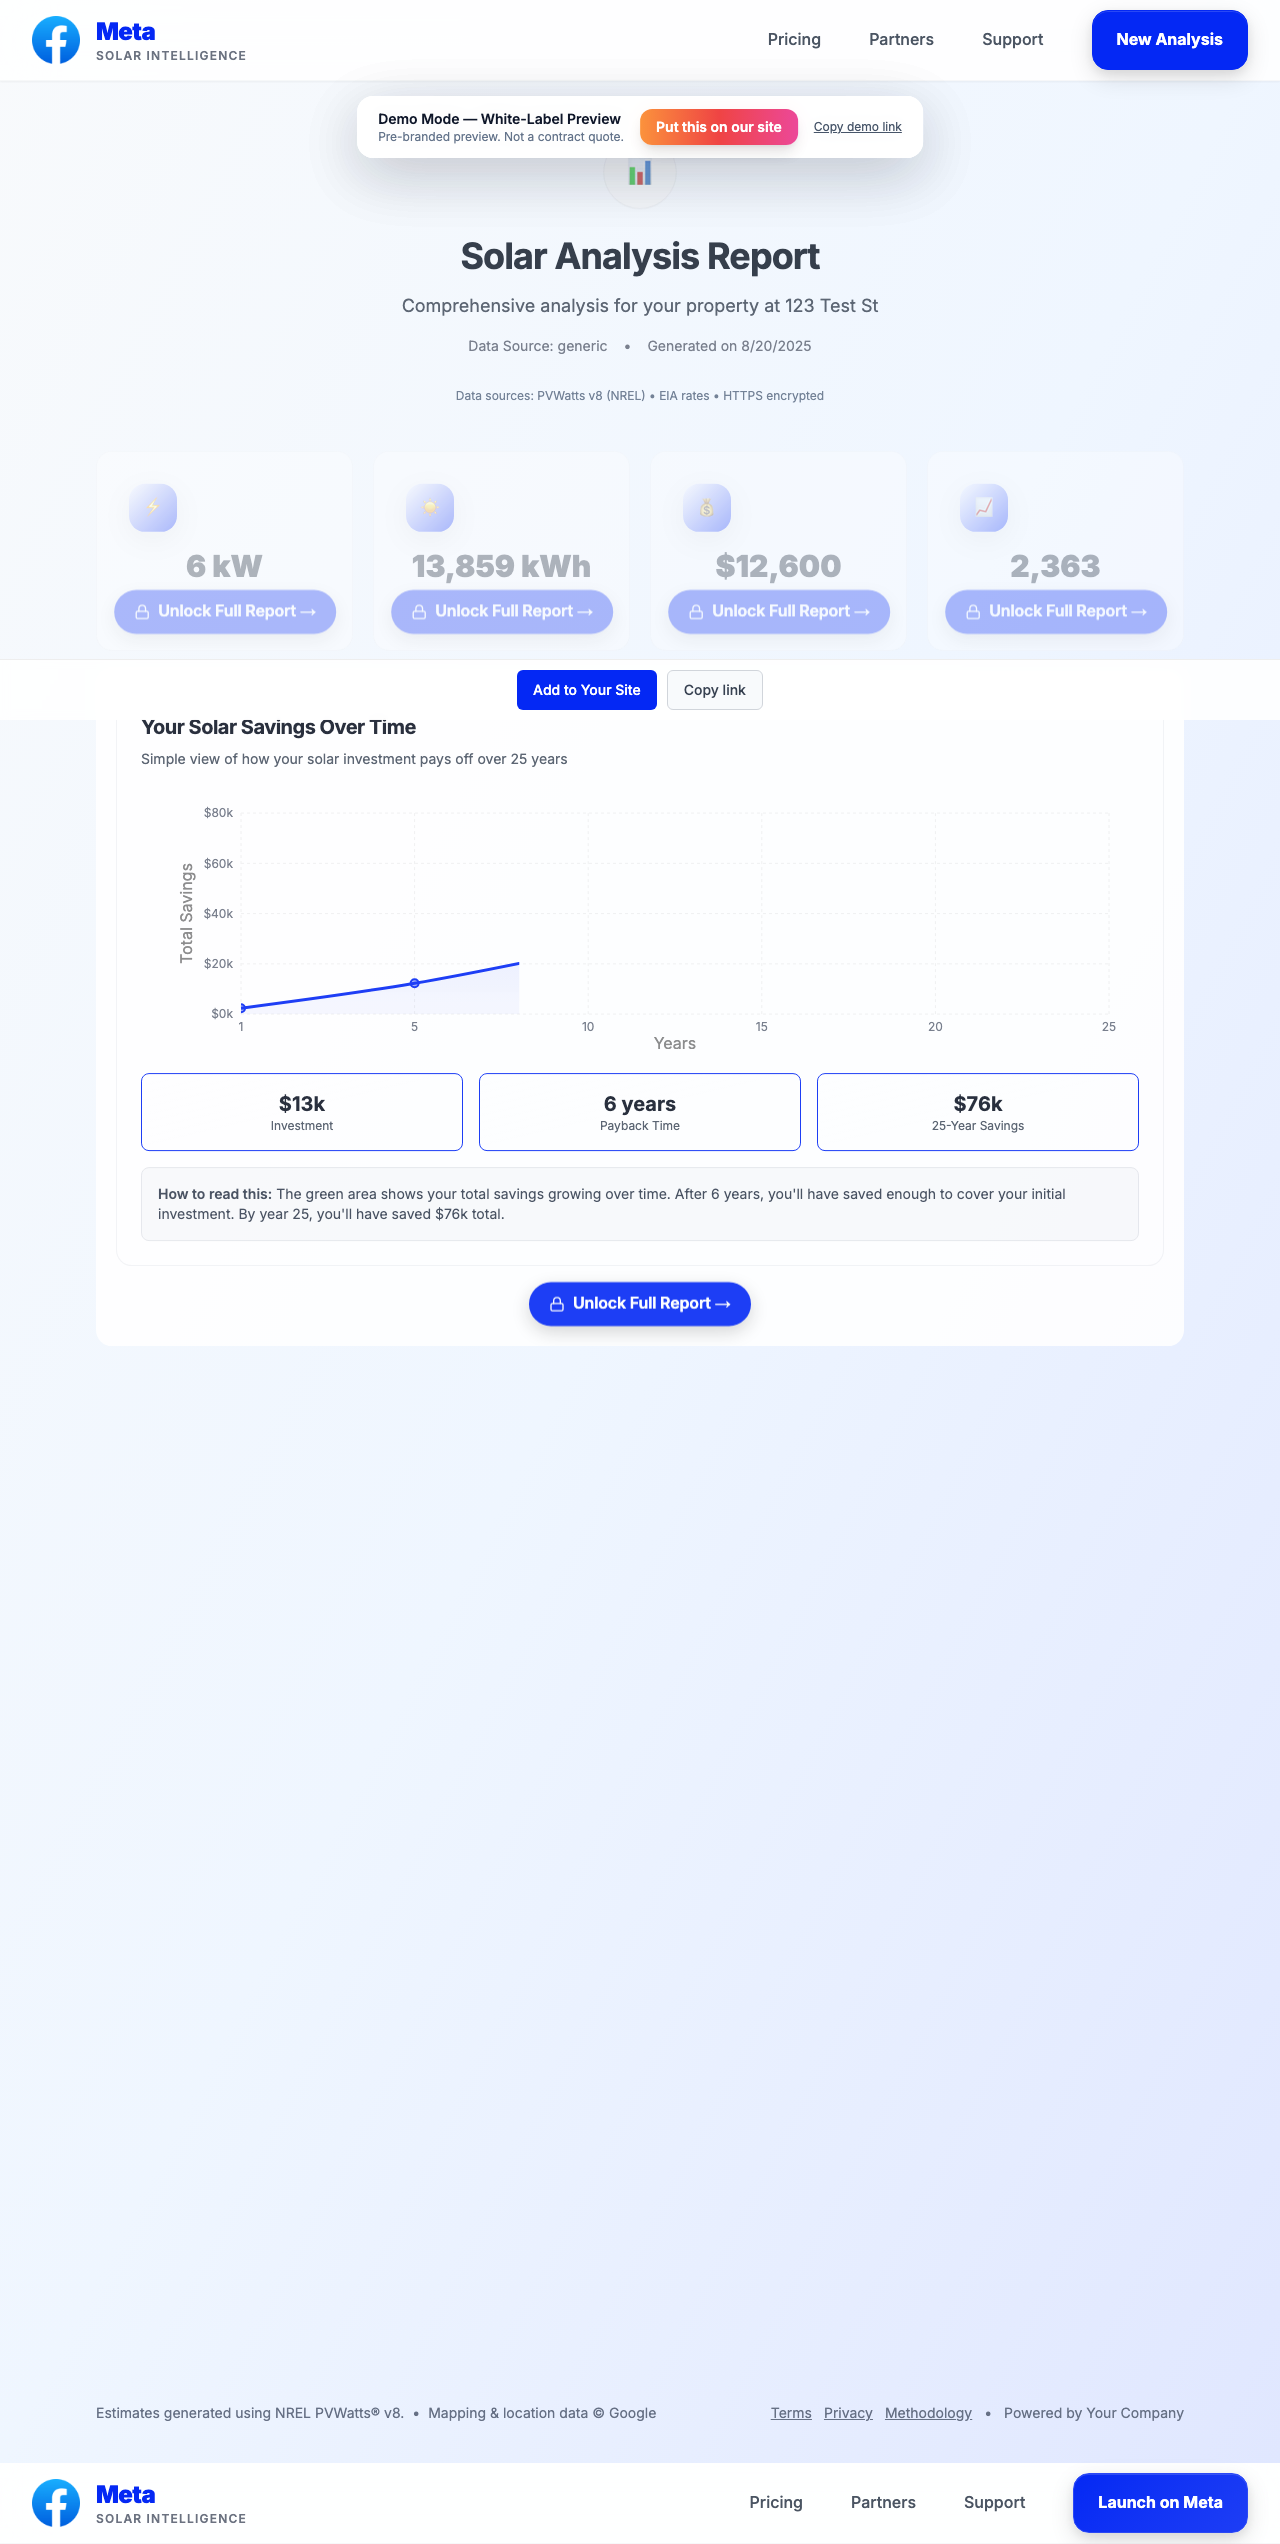 Meta
SOLAR INTELLIGENCE
Pricing
Partners
Support
New Analysis
Demo Mode — White-Label Preview
Pre-branded preview. Not a contract quote.
Put this on our site
Copy demo link
Solar Analysis Report
Comprehensive analysis for your property at 123 Test St
Data Source: generic • Generated on 8/20/2025
Data sources: PVWatts v8 (NREL) • EIA rates • HTTPS encrypted
6 kW
13,859 kWh
$12,600
2,363
Unlock Full Report →
Unlock Full Report →
Unlock Full Report →
Unlock Full Report →
Add to Your Site
Copy link
Your Solar Savings Over Time
Simple view of how your solar investment pays off over 25 years
$80k
$60k
$40k
$20k
$0k
Total Savings
1
5
10
15
20
25
Years
$13k
Investment
6 years
Payback Time
$76k
25-Year Savings
How to read this: The green area shows your total savings growing over time. After 6 years, you'll have saved enough to cover your initial
investment. By year 25, you'll have saved $76k total.
Unlock Full Report →
Estimates generated using NREL PVWatts® v8. • Mapping & location data © Google
Terms Privacy Methodology • Powered by Your Company
Meta
SOLAR INTELLIGENCE
Pricing
Partners
Support
Launch on Meta